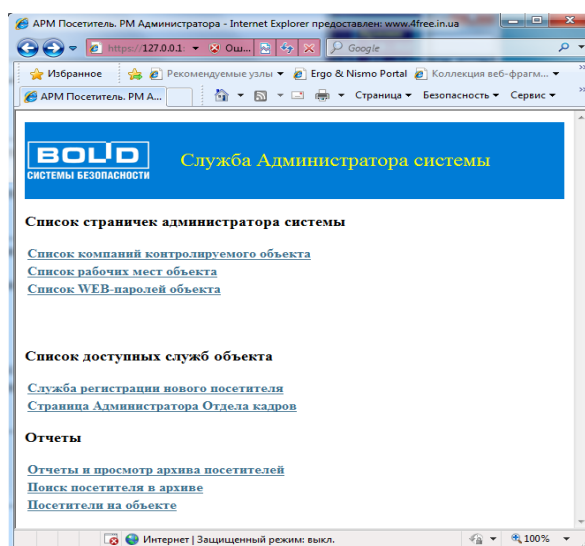 АРМ Посетитель. РМ Администратора - Internet Explorer предоставлен: www.4free.in.ua
https://127.0.0.1: Ош... Google
Избранное Рекомендуемые узлы Ergo & Nismo Portal Коллекция веб-фрагм...
АРМ Посетитель. РМ А... Страница Безопасность Сервис
BOLID
СИСТЕМЫ БЕЗОПАСНОСТИ
Служба Администратора системы
Список страничек администратора системы
Список компаний контролируемого объекта
Список рабочих мест объекта
Список WEB-паролей объекта
Список доступных служб объекта
Служба регистрации нового посетителя
Страница Администратора Отдела кадров
Отчеты
Отчеты и просмотр архива посетителей
Поиск посетителя в архиве
Посетители на объекте
Интернет | Защищенный режим: выкл. 100%